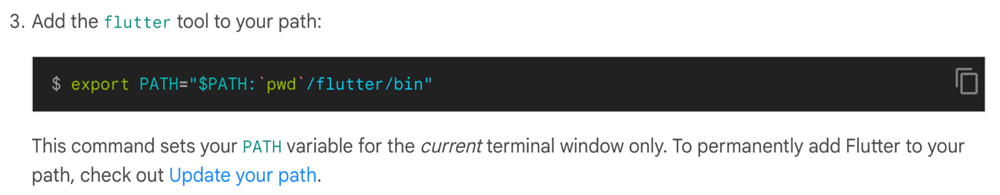 3. Add the flutter tool to your path:
$ export PATH="$PATH:`pwd`/flutter/bin"
This command sets your PATH variable for the current terminal window only. To permanently add Flutter to your
path, check out Update your path.